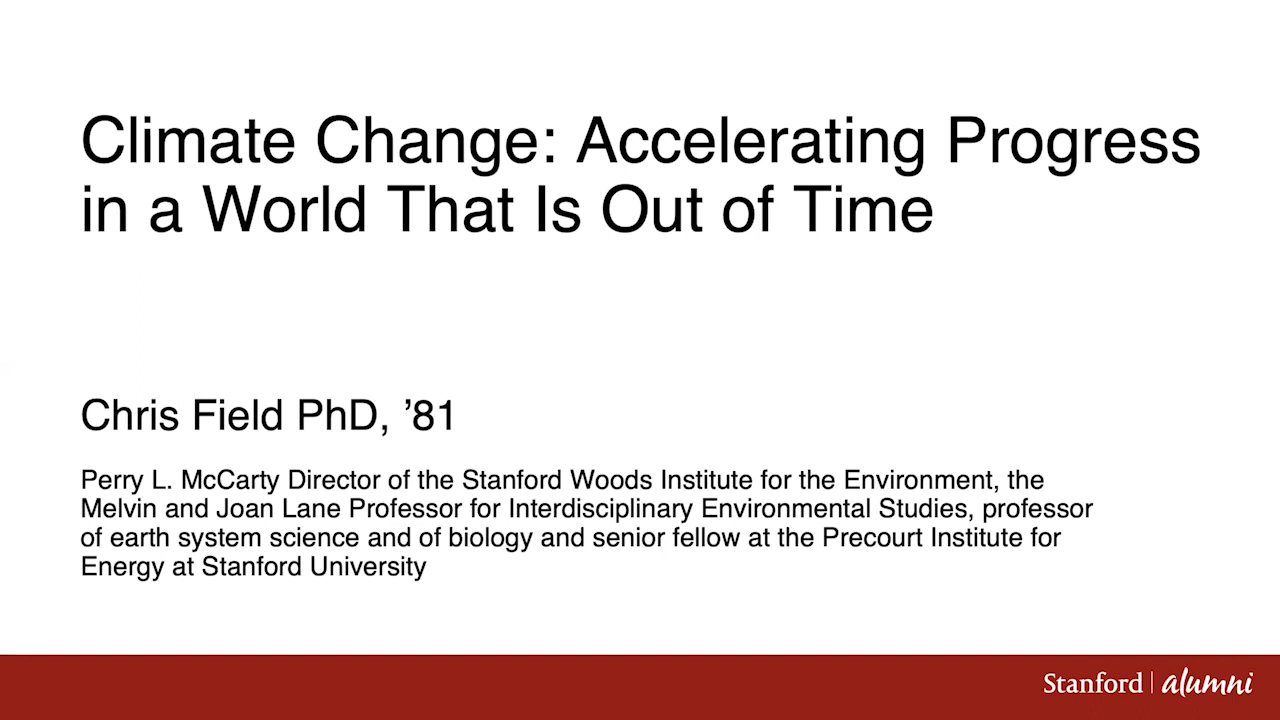 Climate Change: Accelerating Progress
in a World That Is Out of Time
Chris Field PhD, ’81
Perry L. McCarty Director of the Stanford Woods Institute for the Environment, the
Melvin and Joan Lane Professor for Interdisciplinary Environmental Studies, professor
of earth system science and of biology and senior fellow at the Precourt Institute for
Energy at Stanford University
Stanford | alumni